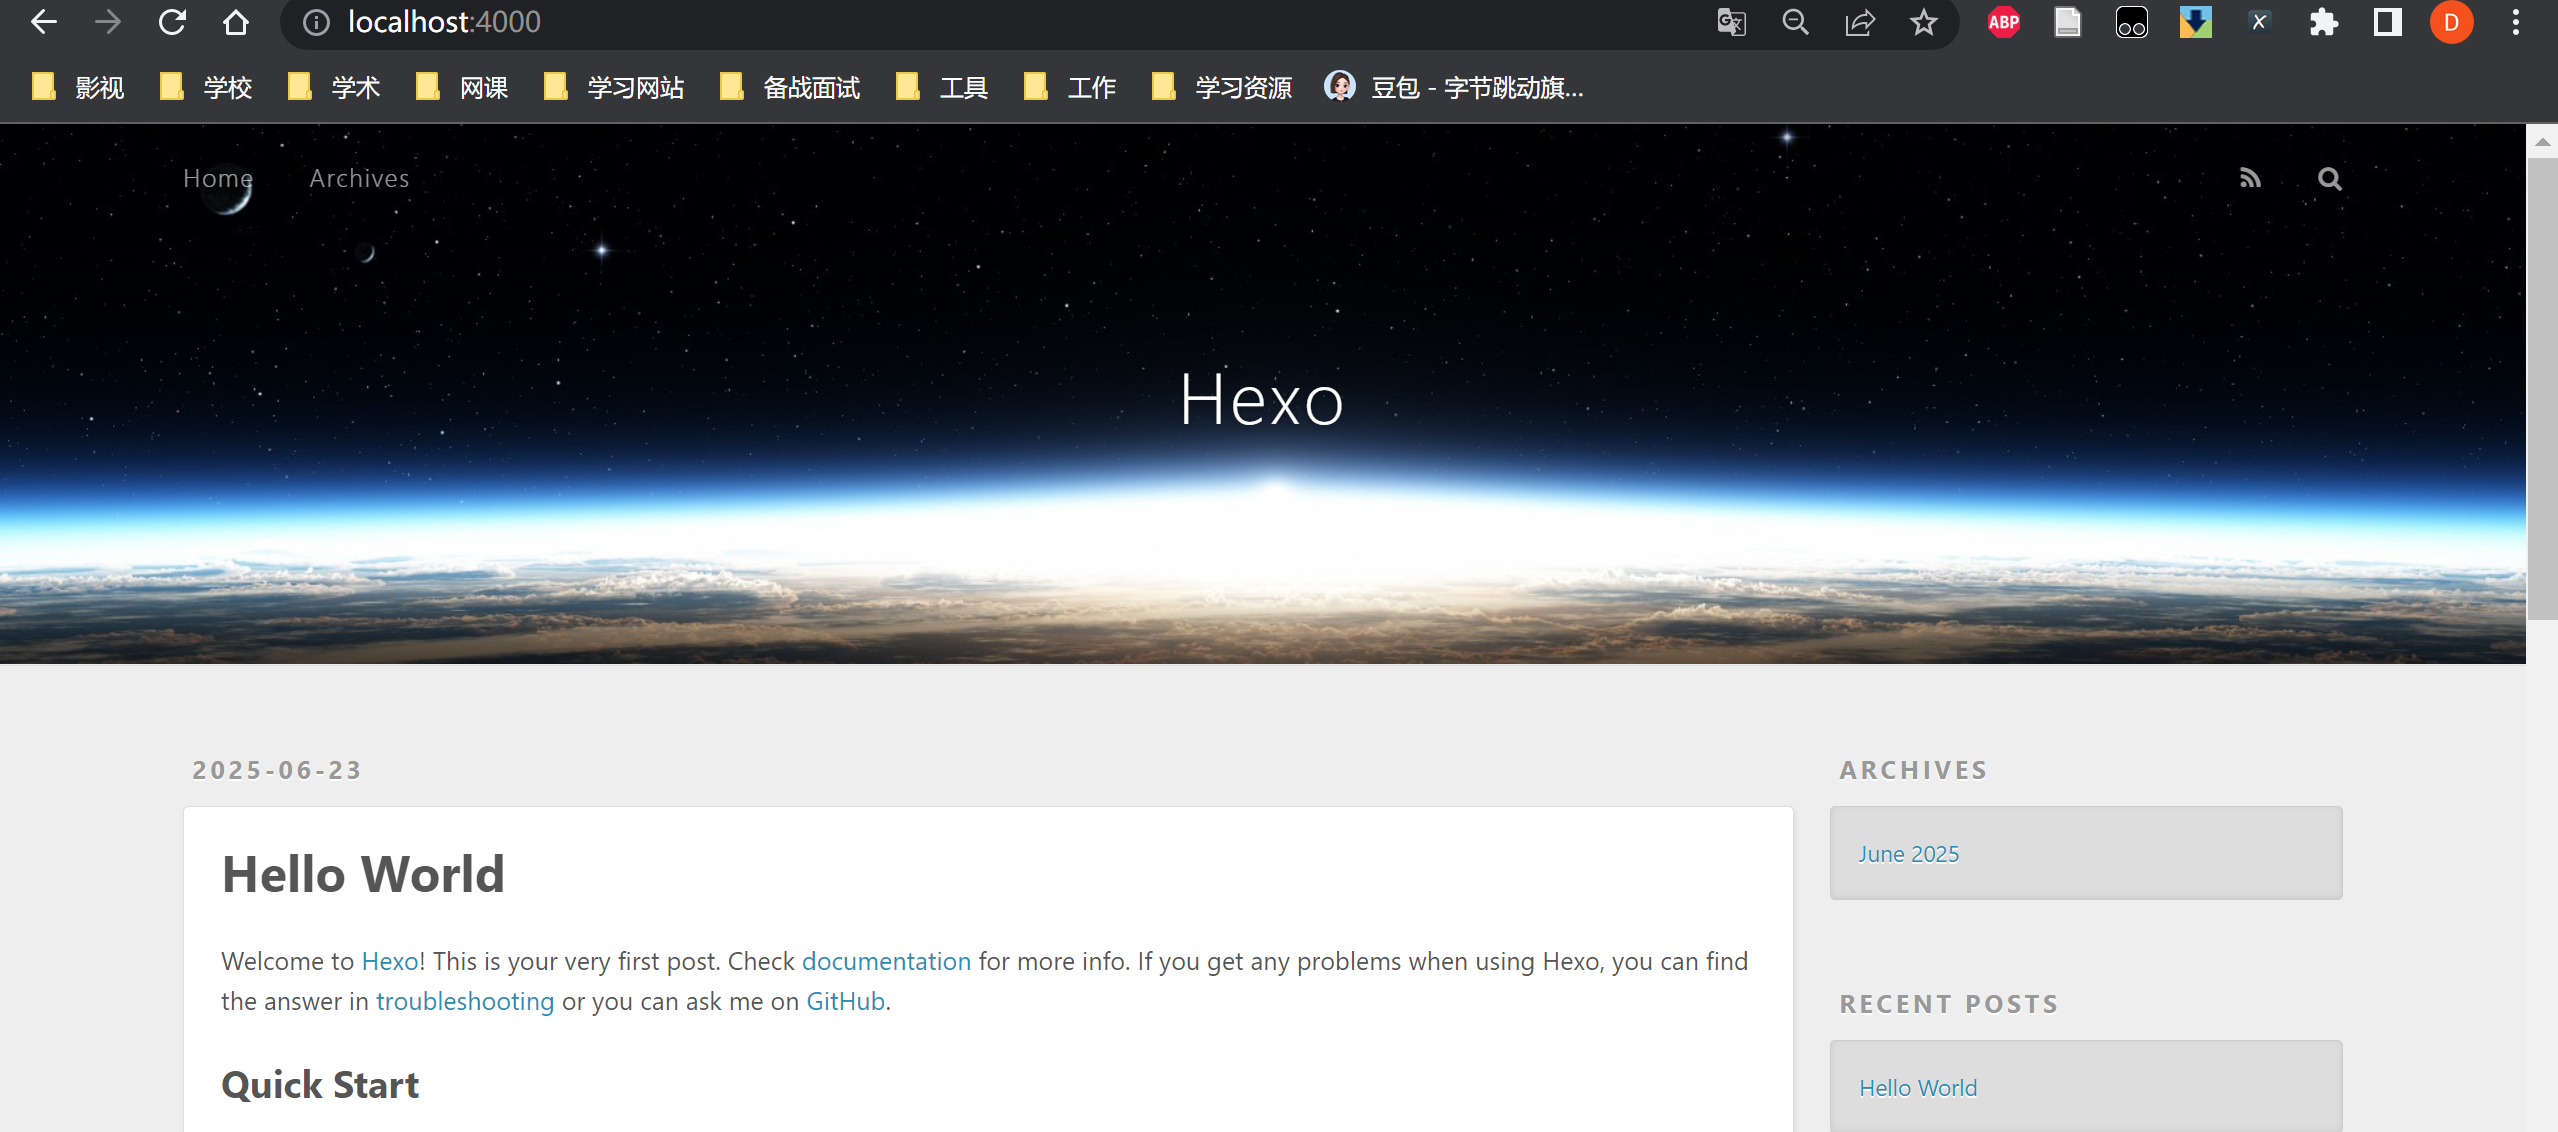 localhost:4000
ABP
X
D
影视 学校 学术 网课 学习网站 备战面试 工具 工作 学习资源 豆包 - 字节跳动旗...
Home Archives
Hexo
2025-06-23
Hello World
Welcome to Hexo! This is your very first post. Check documentation for more info. If you get any problems when using Hexo, you can find
the answer in troubleshooting or you can ask me on GitHub.
Quick Start
ARCHIVES
June 2025
RECENT POSTS
Hello World